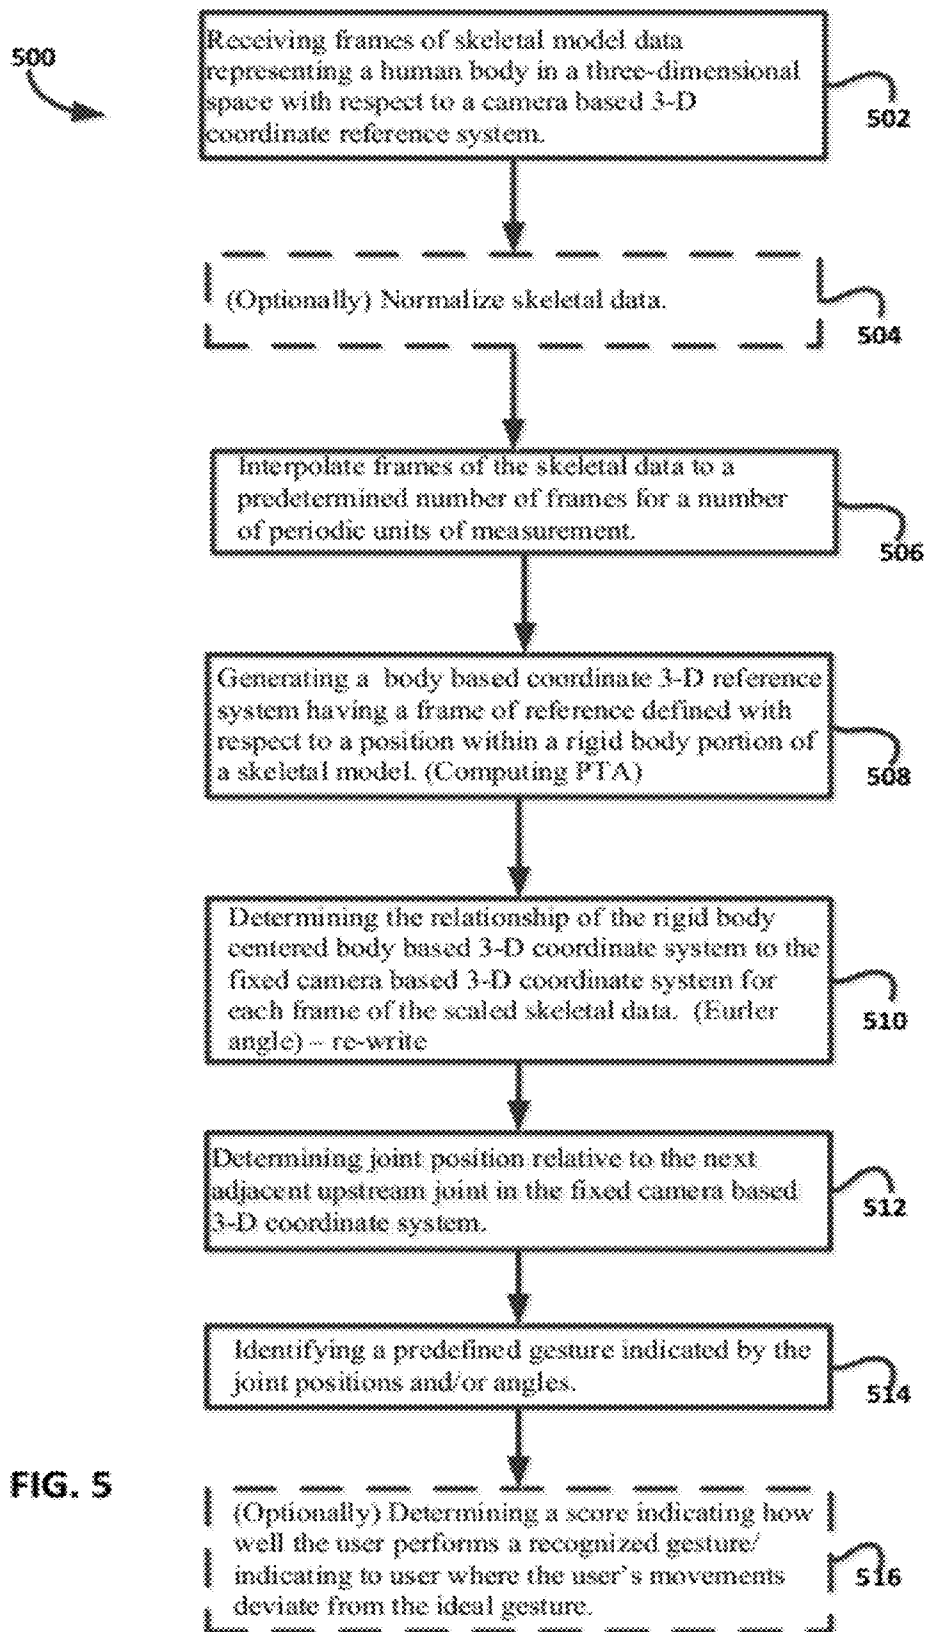 500
Receiving frames of skeletal model data
representing a human body in a three-dimensional
space with respect to a camera based 3-D
coordinate reference system.
502
(Optionally) Normalize skeletal data.
504
Interpolate frames of the skeletal data to a
predetermined number of frames for a number
of periodic units of measurement.
506
Generating a body based coordinate 3-D reference
system having a frame of reference defined with
respect to a position within a rigid body portion of
a skeletal model. (Computing PTA)
508
Determining the relationship of the rigid body
centered body based 3-D coordinate system to the
fixed camera based 3-D coordinate system for
each frame of the scaled skeletal data. (Eurler
angle) – re-write
510
Determining joint position relative to the next
adjacent upstream joint in the fixed camera based
3-D coordinate system.
512
Identifying a predefined gesture indicated by the
joint positions and/or angles.
514
FIG. 5
(Optionally) Determining a score indicating how
well the user performs a recognized gesture/
indicating to user where the user's movements
deviate from the ideal gesture.
516